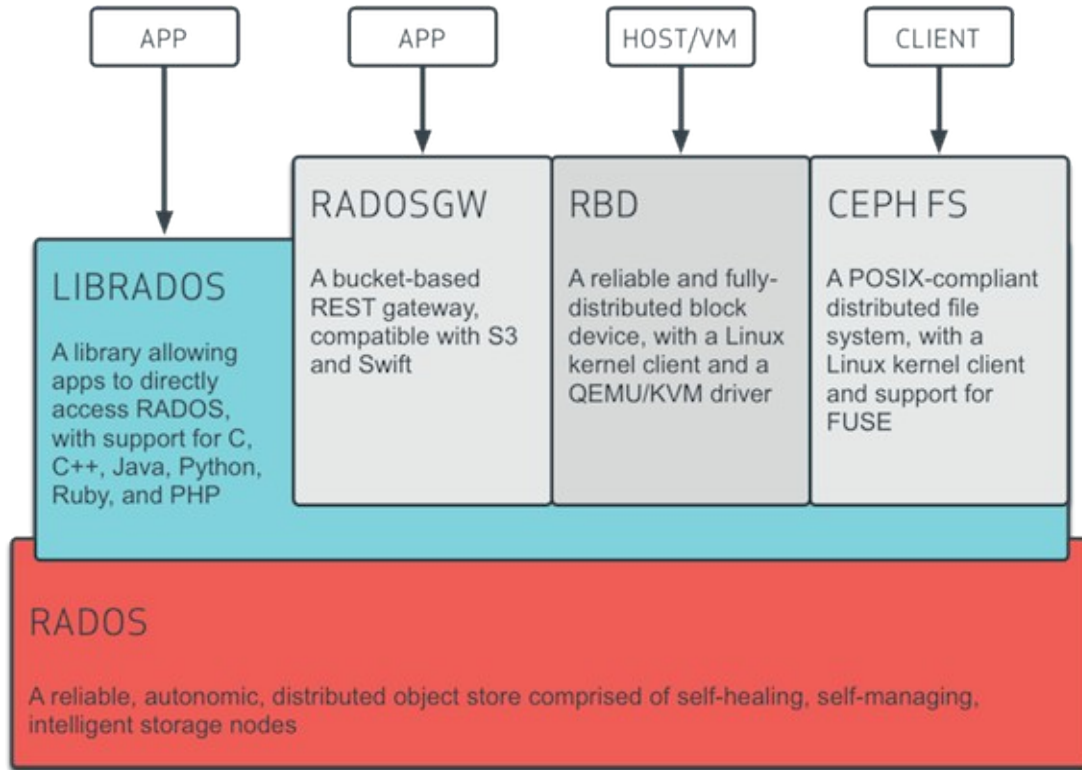 APP
APP
HOST/VM
CLIENT
LIBRADOS
A library allowing
apps to directly
access RADOS,
with support for C,
C++, Java, Python,
Ruby, and PHP
RADOSGW
A bucket-based
REST gateway,
compatible with S3
and Swift
RBD
A reliable and fully-
distributed block
device, with a Linux
kernel client and a
QEMU/KVM driver
CEPH FS
A POSIX-compliant
distributed file
system, with a
Linux kernel client
and support for
FUSE
RADOS
A reliable, autonomic, distributed object store comprised of self-healing, self-managing,
intelligent storage nodes